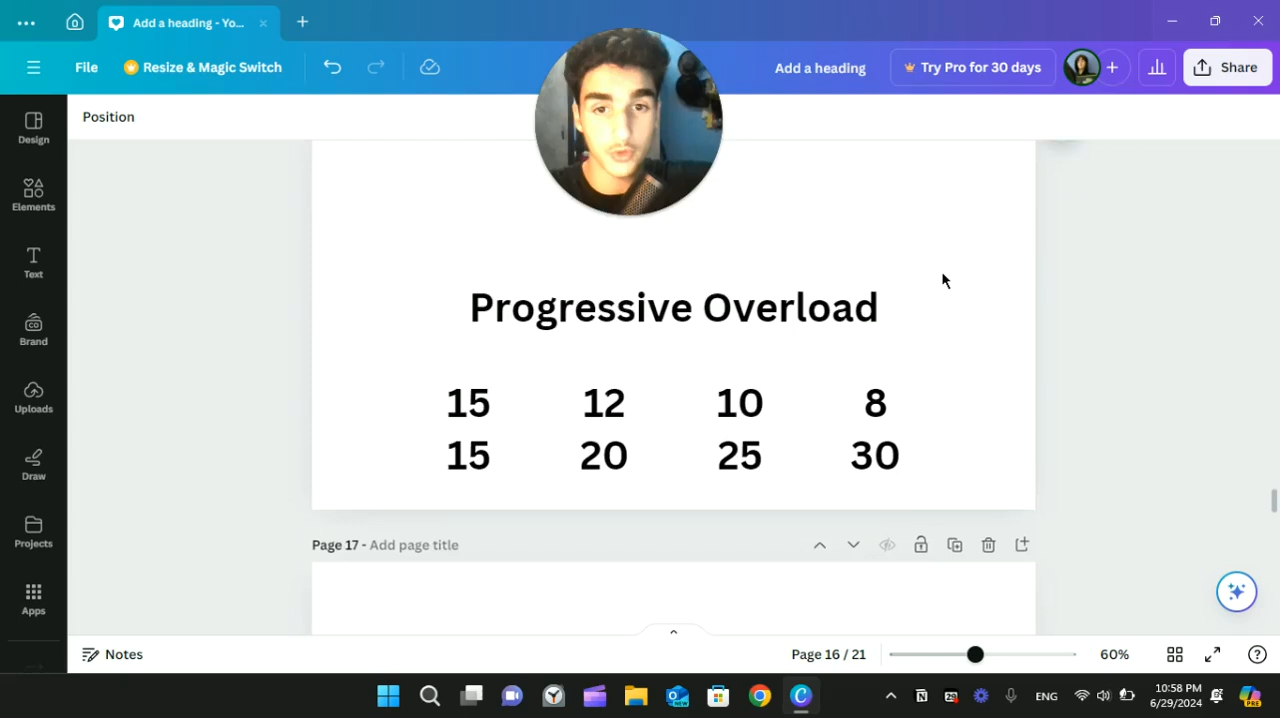 Add a heading - Yo...
File
Resize & Magic Switch
Add a heading
Try Pro for 30 days
Share
Position
Design
Elements
Text
Brand
Uploads
Draw
Projects
Apps
Progressive Overload
15 12 10 8
15 20 25 30
Page 17 - Add page title
Notes
Page 16 / 21
60%
ENG
10:58 PM
6/29/2024